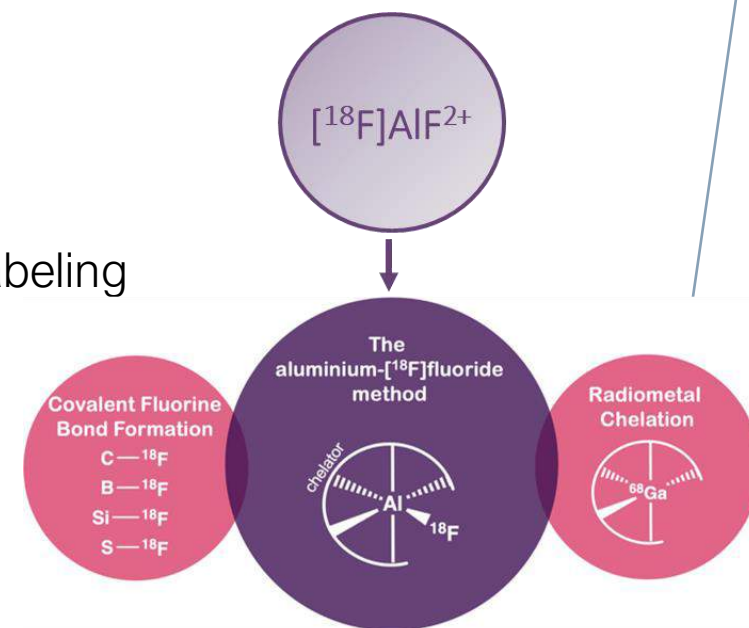 [¹⁸F]AlF²⁺
beling
The
aluminium-[¹⁸F]fluoride
method
Covalent Fluorine
Bond Formation
C—¹⁸F
B—¹⁸F
Si—¹⁸F
S—¹⁸F
chelator
Al
¹⁸F
Radiometal
Chelation
⁶⁸Ga